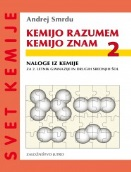 Andrej Smrdu
KEMIJO RAZUMEM
KEMIJO ZNAM 2
NALOGE IZ KEMIJE
SVET KEMIJE